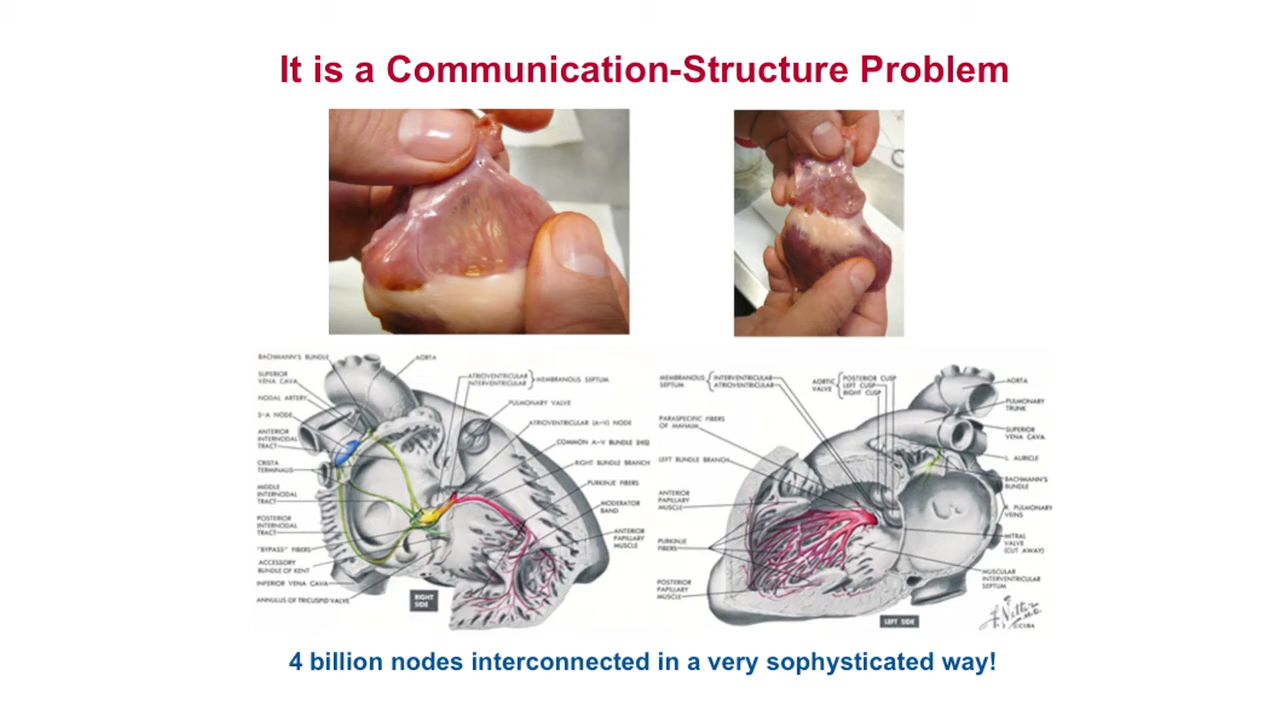 It is a Communication-Structure Problem
BACHMANN'S BUNDLE
AORTA
SUPERIOR
VENA CAVA
NODAL ARTERY
S-A NODE
ANTERIOR
INTERNODAL
TRACT
CRISTA
TERMINALIS
MIDDLE
INTERNODAL
TRACT
POSTERIOR
INTERNODAL
TRACT
"BYPASS" FIBERS
ACCESSORY
BUNDLE OF KENT
INFERIOR VENA CAVA
ANNULUS OF TRICUSPID VALVE
ATRIOVENTRICULAR
INTERVENTRICULAR
MEMBRANOUS SEPTUM
PULMONARY VALVE
ATRIOVENTRICULAR (A-V) NODE
COMMON A-V BUNDLE (HIS)
RIGHT BUNDLE BRANCH
PURKINJE FIBERS
MODERATOR
BAND
ANTERIOR
PAPILLARY
MUSCLE
RIGHT
SIDE
MEMBRANOUS
SEPTUM
INTERVENTRICULAR
ATRIOVENTRICULAR
AORTIC
VALVE
POSTERIOR CUSP
LEFT CUSP
RIGHT CUSP
PARASPECIFIC FIBERS
OF MAHAIM
LEFT BUNDLE BRANCH
ANTERIOR
PAPILLARY
MUSCLE
PURKINJE
FIBERS
POSTERIOR
PAPILLARY
MUSCLE
AORTA
PULMONARY
TRUNK
SUPERIOR
VENA CAVA
L. AURICLE
BACHMANN'S
BUNDLE
R. PULMONARY
VEINS
MITRAL
VALVE
(CUT AWAY)
MUSCULAR
INTERVENTRICULAR
SEPTUM
LEFT SIDE
F. Netter
M.D.
© CIBA
4 billion nodes interconnected in a very sophysticated way!